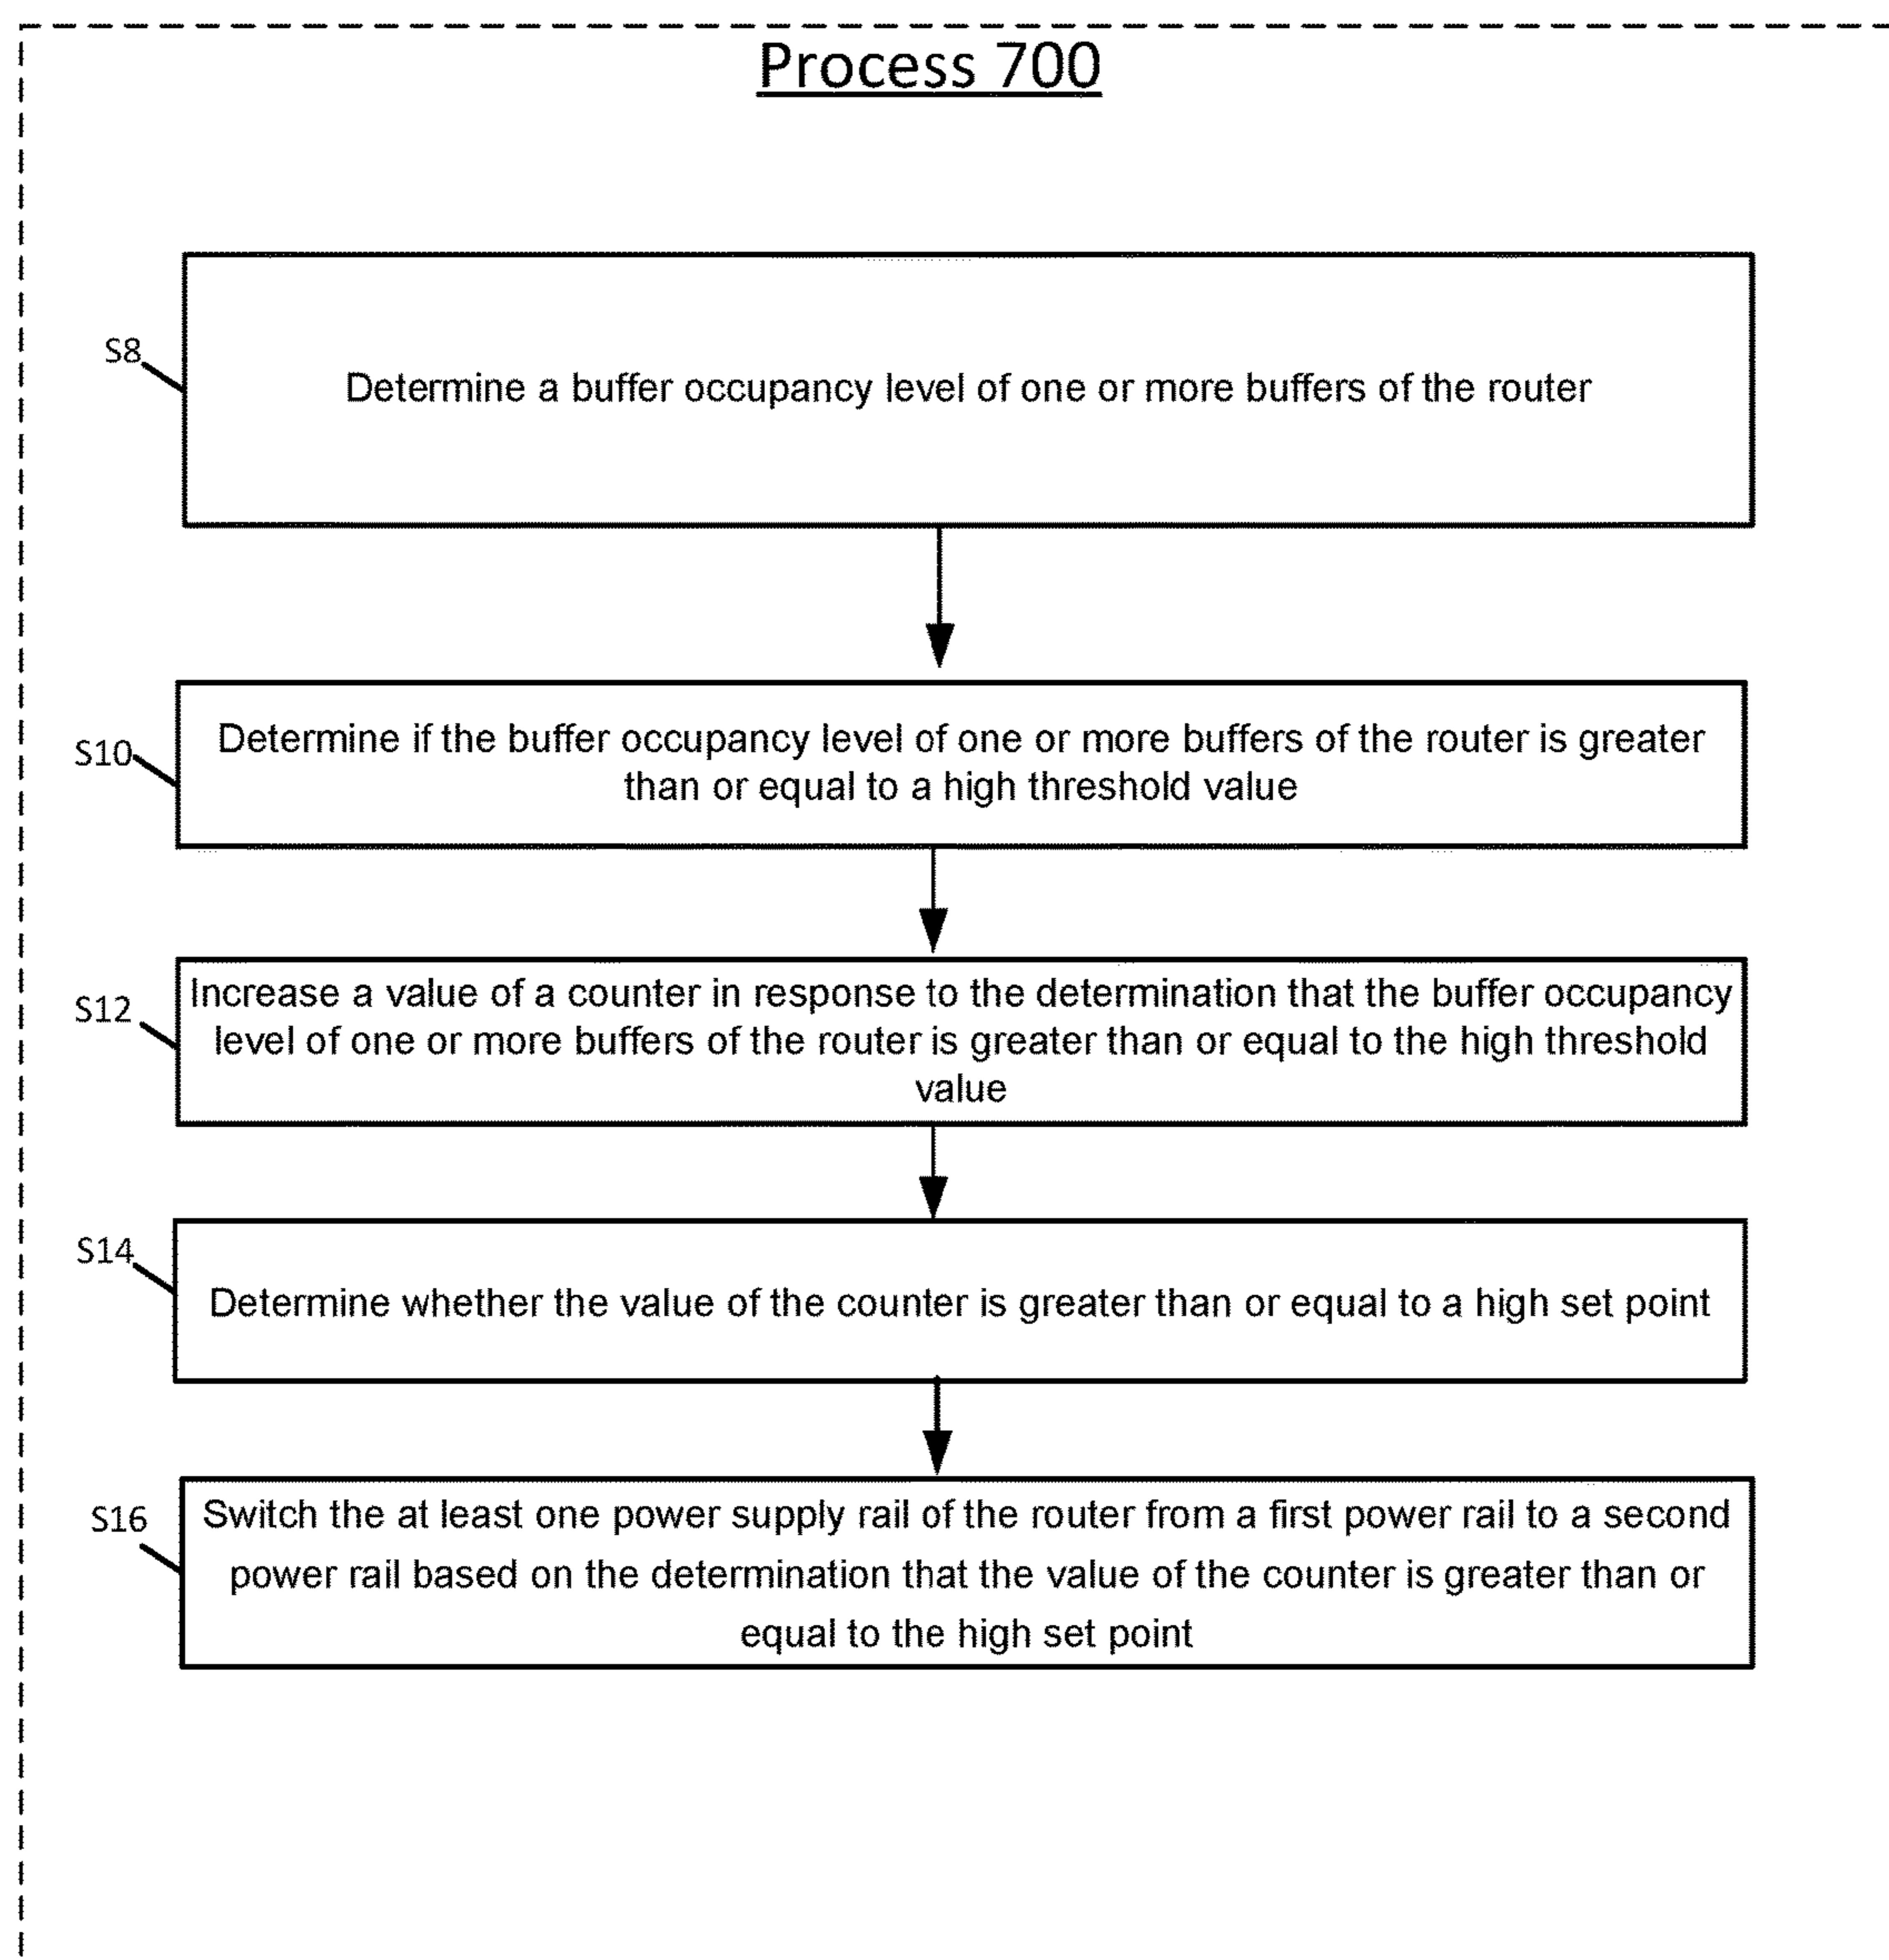 Process 700
S8
Determine a buffer occupancy level of one or more buffers of the router
S10
Determine if the buffer occupancy level of one or more buffers of the router is greater
than or equal to a high threshold value
S12
Increase a value of a counter in response to the determination that the buffer occupancy
level of one or more buffers of the router is greater than or equal to the high threshold
value
S14
Determine whether the value of the counter is greater than or equal to a high set point
S16
Switch the at least one power supply rail of the router from a first power rail to a second
power rail based on the determination that the value of the counter is greater than or
equal to the high set point